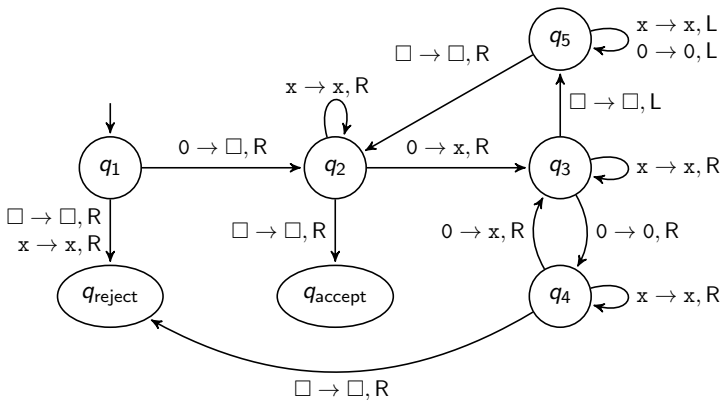 x → x, L
q5
0 → 0, L
□ → □, R
x → x, R
□ → □, L
0 → □, R
0 → x, R
q1
q2
q3
x → x, R
□ → □, R
x → x, R
□ → □, R
0 → x, R
0 → 0, R
qreject
qaccept
q4
x → x, R
□ → □, R